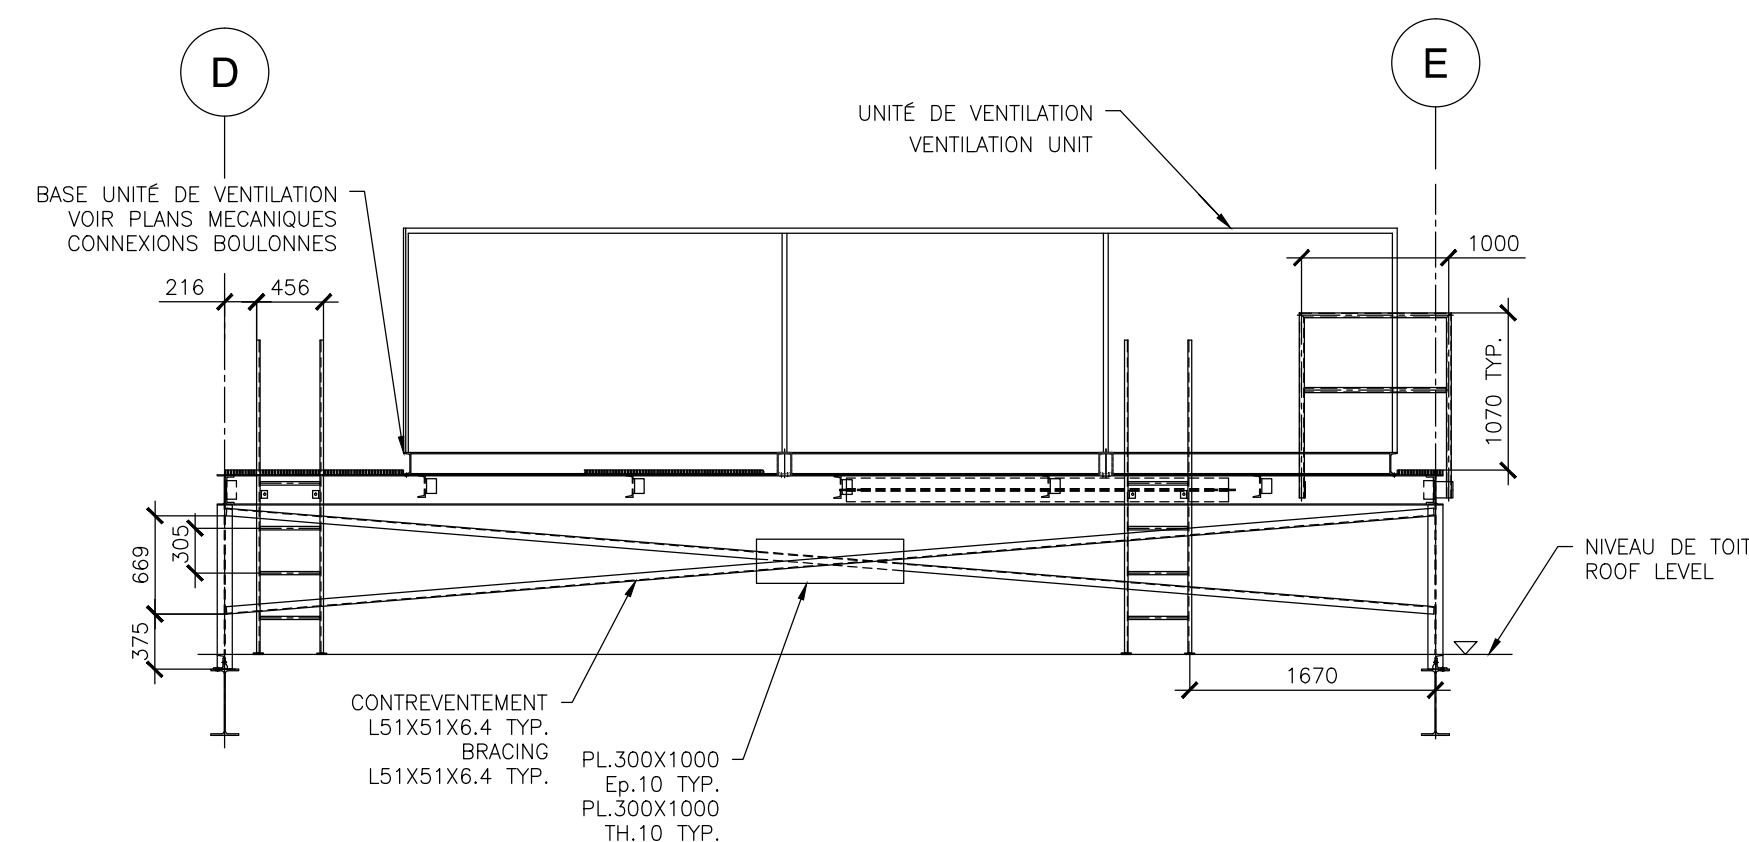 D
E
UNITÉ DE VENTILATION
VENTILATION UNIT
BASE UNITÉ DE VENTILATION
VOIR PLANS MECANIQUES
CONNEXIONS BOULONNES
1000
216
456
1070 TYP.
305
669
375
NIVEAU DE TOIT
ROOF LEVEL
1670
CONTREVENTEMENT
L51X51X6.4 TYP.
BRACING
L51X51X6.4 TYP.
PL.300X1000
Ep.10 TYP.
PL.300X1000
TH.10 TYP.